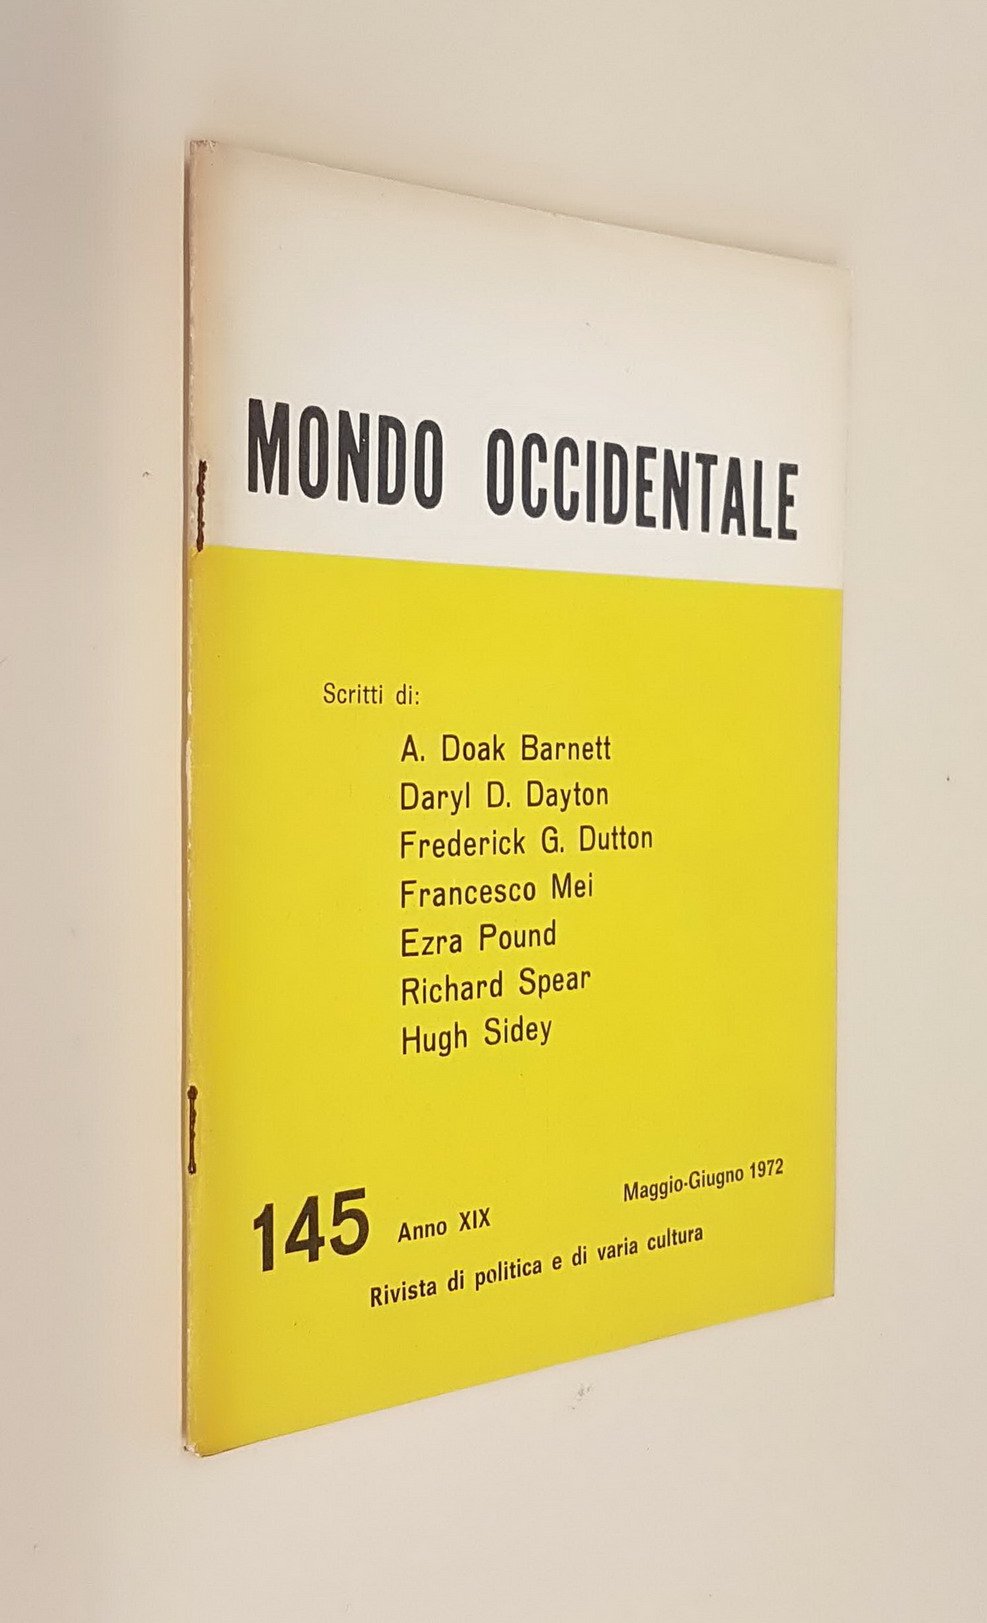 MONDO OCCIDENTALE
Scritti di:
A. Doak Barnett
Daryl D. Dayton
Frederick G. Dutton
Francesco Mei
Ezra Pound
Richard Spear
Hugh Sidey
145 Anno XIX Maggio-Giugno 1972
Rivista di politica e di varia cultura